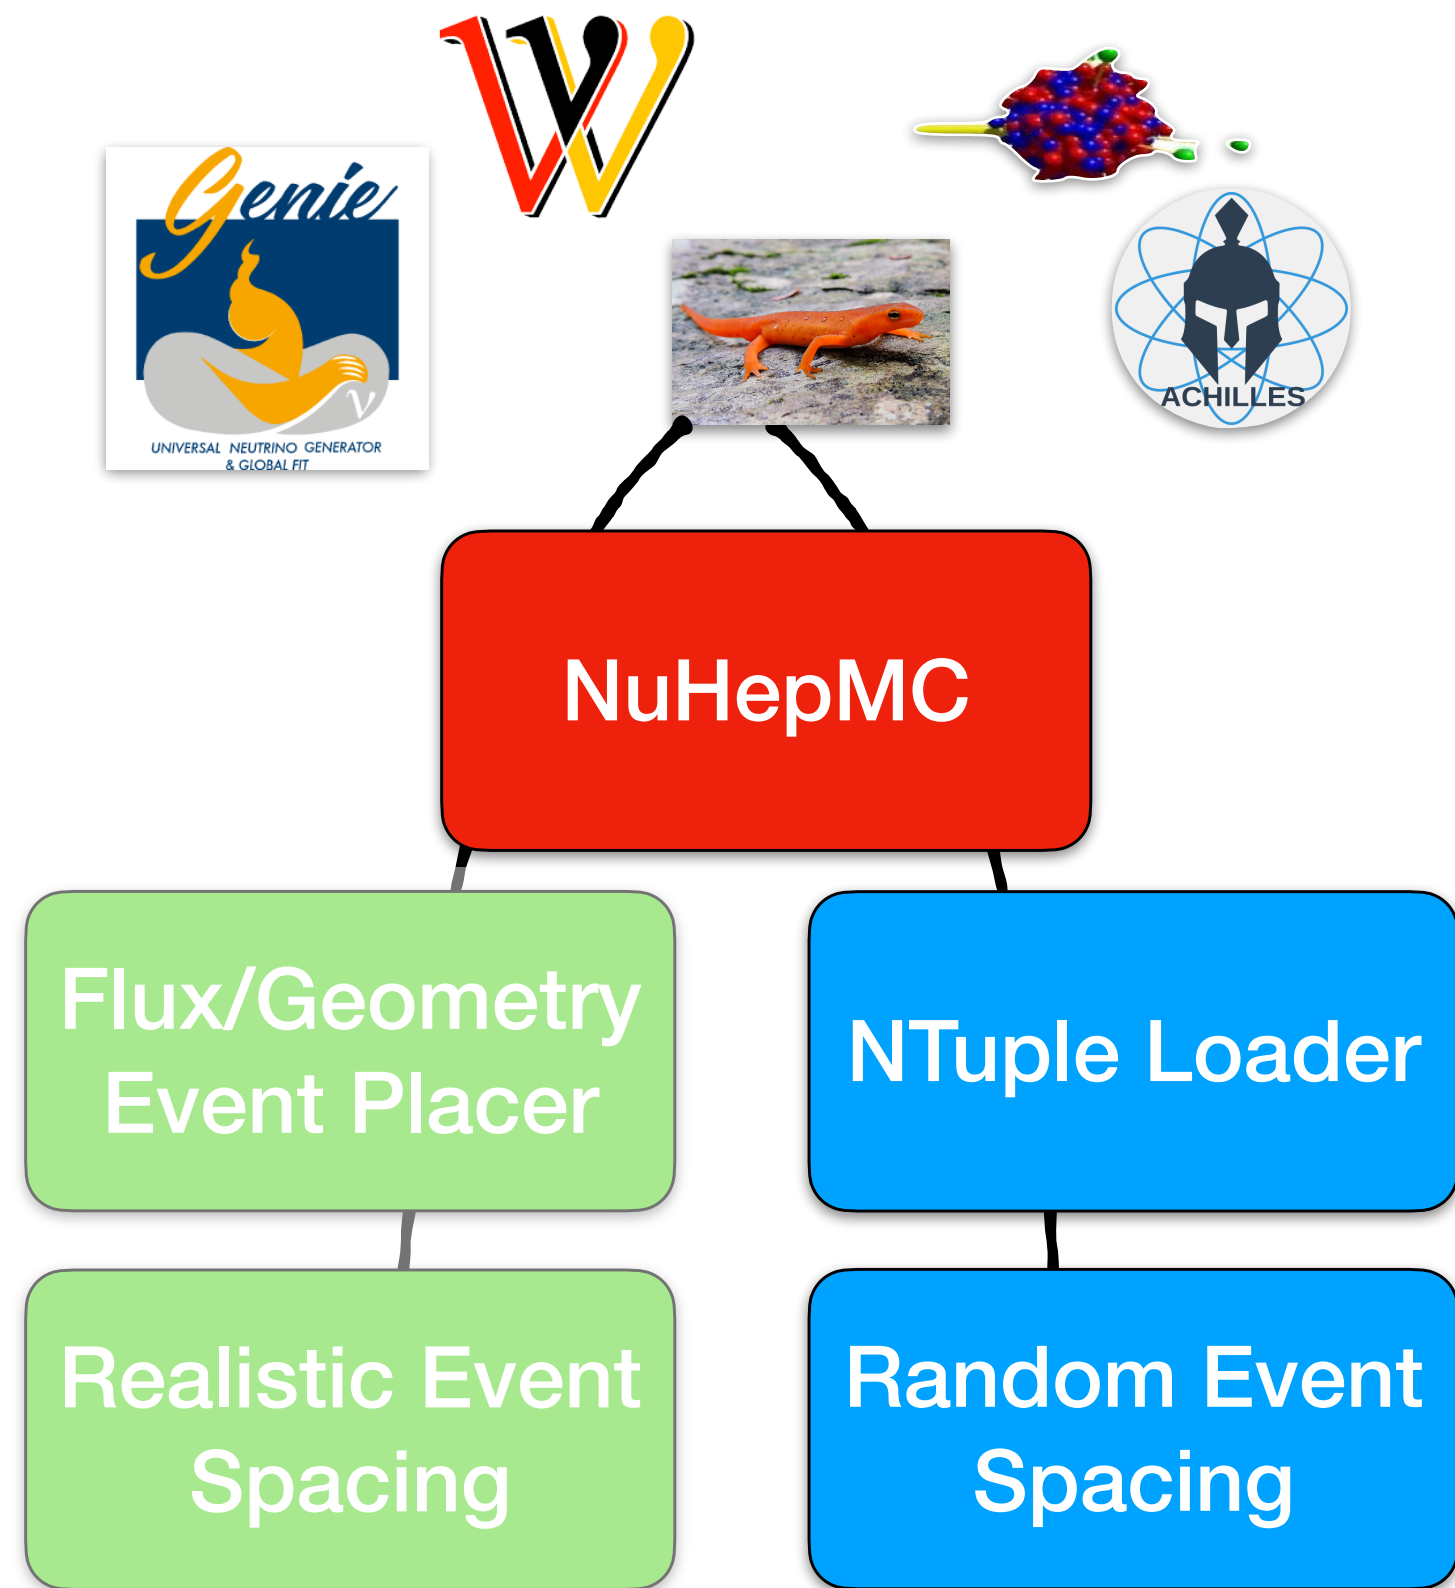 Genie
ν
UNIVERSAL NEUTRINO GENERATOR
& GLOBAL FIT
W
ACHILLES
NuHepMC
Flux/Geometry
Event Placer
NTuple Loader
Realistic Event
Spacing
Random Event
Spacing